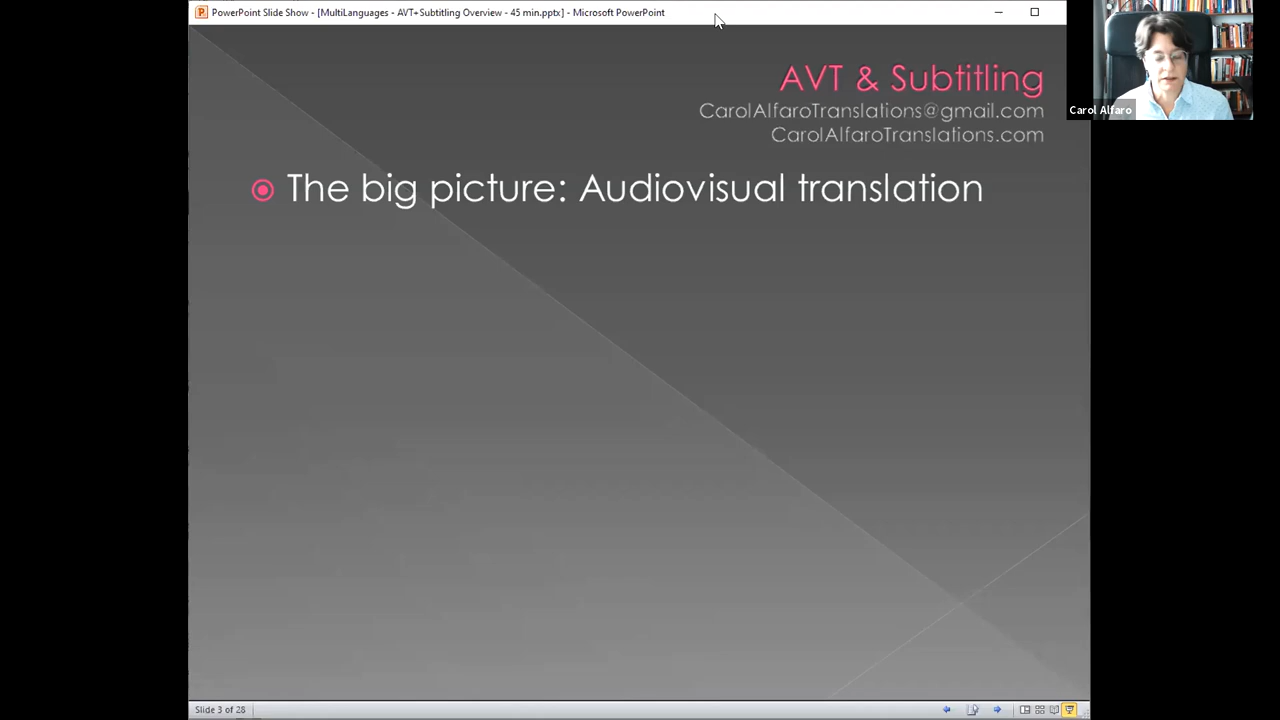 PowerPoint Slide Show - [MultiLanguages - AVT+Subtitling Overview - 45 min.pptx] - Microsoft PowerPoint
AVT & Subtitling
CarolAlfaroTranslations@gmail.com
CarolAlfaroTranslations.com
Carol Alfaro
The big picture: Audiovisual translation
Slide 3 of 28